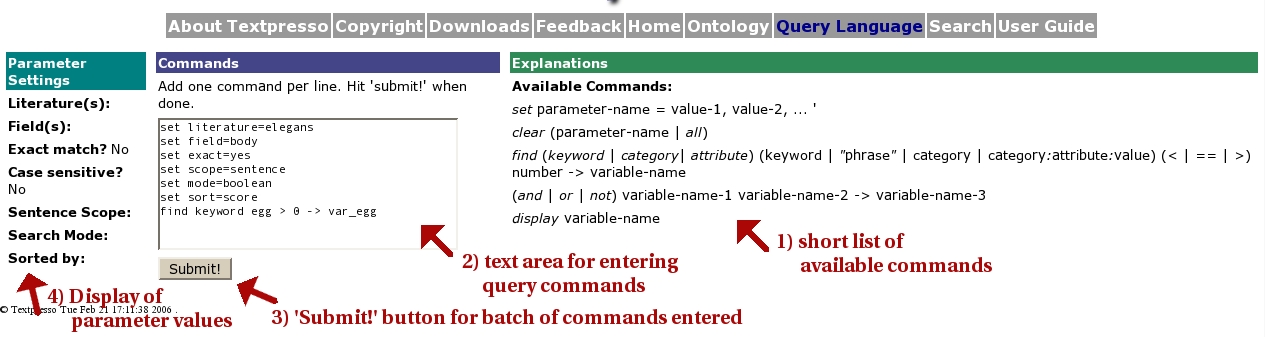 About Textpresso Copyright Downloads Feedback Home Ontology Query Language Search User Guide
Parameter
Settings
Literature(s):
Field(s):
Exact match? No
Case sensitive?
No
Sentence Scope:
Search Mode:
Sorted by:
Commands
Add one command per line. Hit 'submit!' when
done.
set literature=elegans
set field=body
set exact=yes
set scope=sentence
set mode=boolean
set sort=score
find keyword egg > 0 -> var_egg
Submit!
Explanations
Available Commands:
set parameter-name = value-1, value-2, ... '
clear (parameter-name | all)
find (keyword | category| attribute) (keyword | "phrase" | category | category:attribute:value) (< | == | >)
number -> variable-name
(and | or | not) variable-name-1 variable-name-2 -> variable-name-3
display variable-name
1) short list of
available commands
2) text area for entering
query commands
3) 'Submit!' button for batch of commands entered
4) Display of
parameter values
© Textpresso Tue Feb 21 17:11:38 2006 .